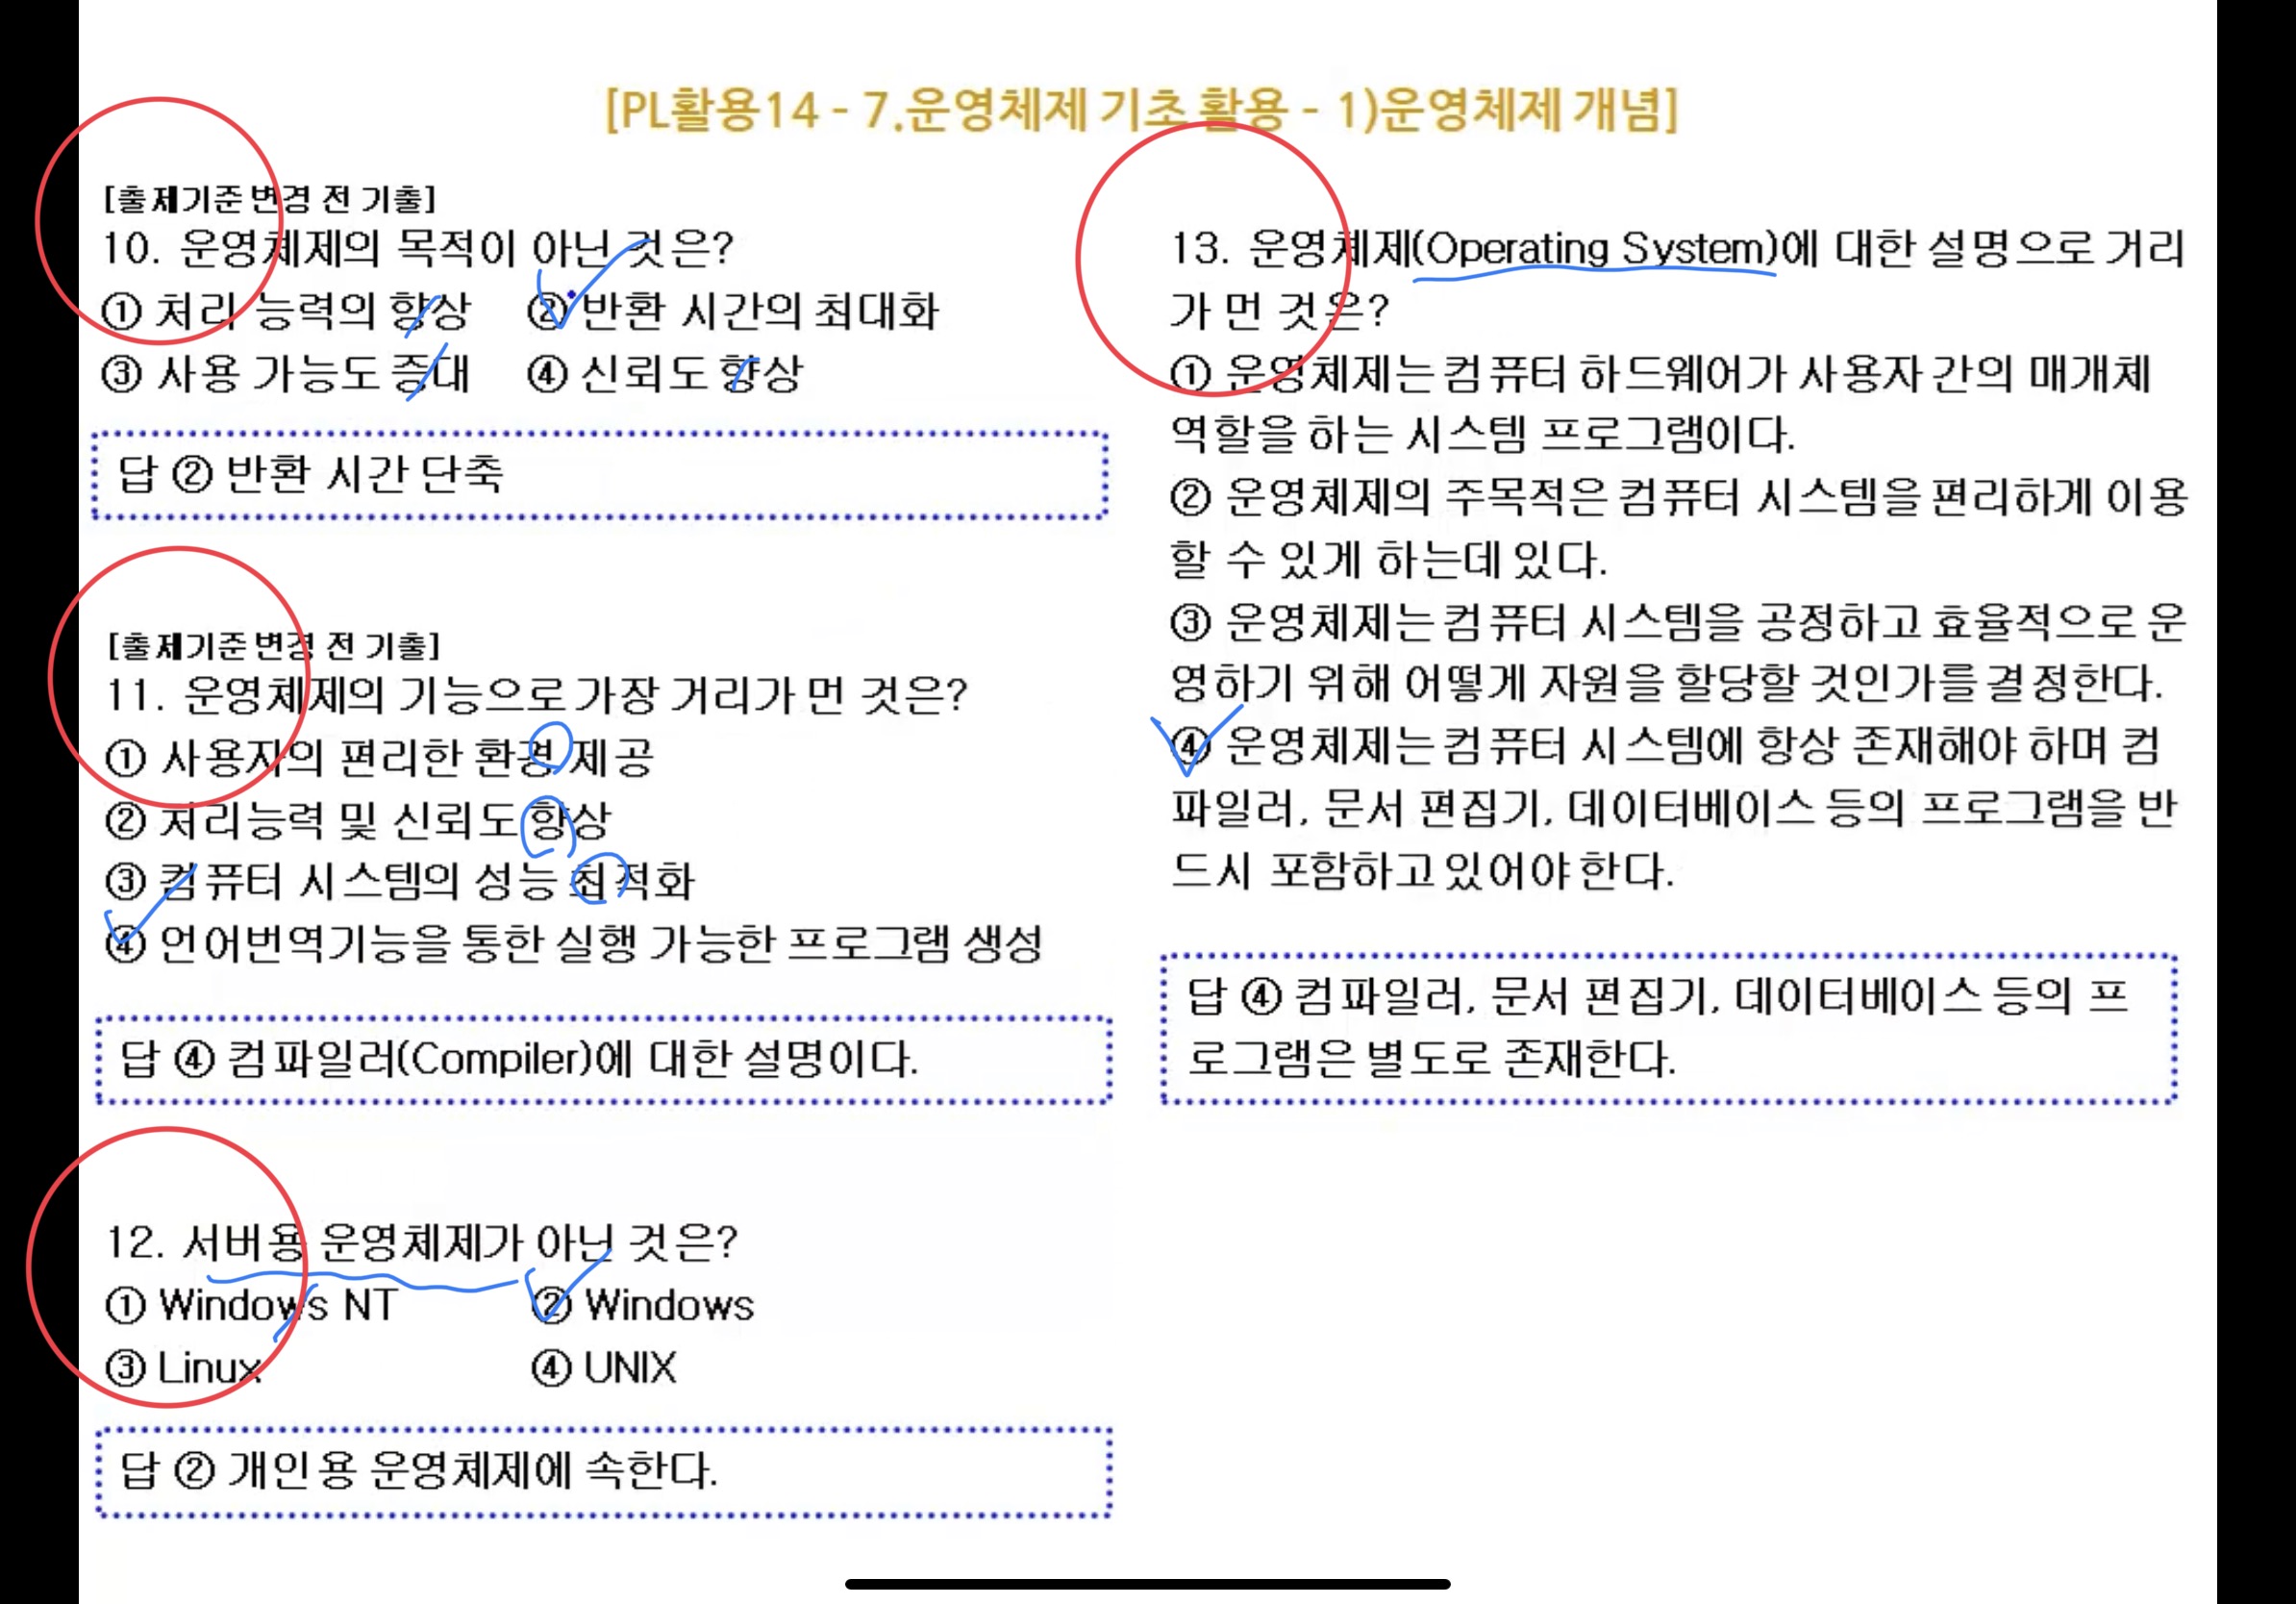 [PL활용14 - 7.운영체제 기초 활용 - 1)운영체제 개념]
[출제기준변경 전 기출]
10. 운영체제의 목적이 아닌 것은?
① 처리 능력의 향상 ② 반환 시간의 최대화
③ 사용 가능도 증대 ④ 신뢰도 향상
답 ② 반환 시간 단축
[출제기준변경 전 기출]
11. 운영체제의 기능으로 가장 거리가 먼 것은?
① 사용자의 편리한 환경 제공
② 처리능력 및 신뢰도 향상
③ 컴퓨터 시스템의 성능 최적화
④ 언어번역기능을 통한 실행 가능한 프로그램 생성
답 ④ 컴파일러(Compiler)에 대한 설명이다.
12. 서버용 운영체제가 아닌 것은?
① Windows NT ② Windows
③ Linux ④ UNIX
답 ② 개인용 운영체제에 속한다.
13. 운영체제(Operating System)에 대한 설명으로 거리
가 먼 것은?
① 운영체제는 컴퓨터 하드웨어가 사용자 간의 매개체
역할을 하는 시스템 프로그램이다.
② 운영체제의 주목적은 컴퓨터 시스템을 편리하게 이용
할 수 있게 하는데 있다.
③ 운영체제는 컴퓨터 시스템을 공정하고 효율적으로 운
영하기 위해 어떻게 자원을 할당할 것인가를 결정한다.
④ 운영체제는 컴퓨터 시스템에 항상 존재해야 하며 컴
파일러, 문서 편집기, 데이터베이스 등의 프로그램을 반
드시 포함하고 있어야 한다.
답 ④ 컴파일러, 문서 편집기, 데이터베이스 등의 프
로그램은 별도로 존재한다.